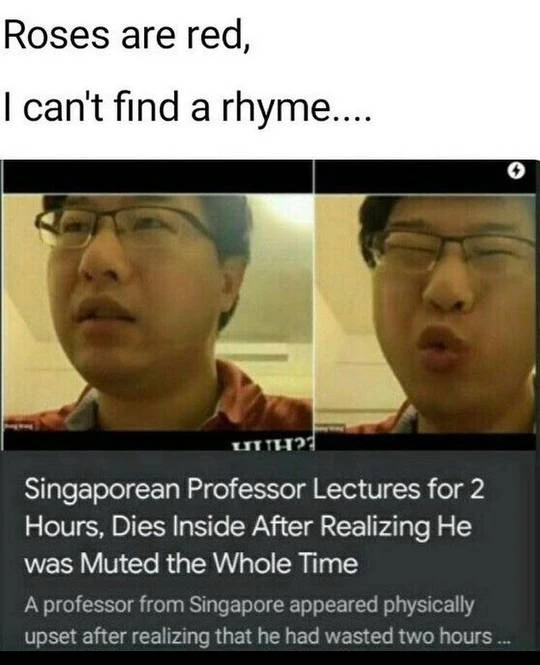 Roses are red,
I can't find a rhyme....
Singaporean Professor Lectures for 2
Hours, Dies Inside After Realizing He
was Muted the Whole Time
A professor from Singapore appeared physically
upset after realizing that he had wasted two hours ...